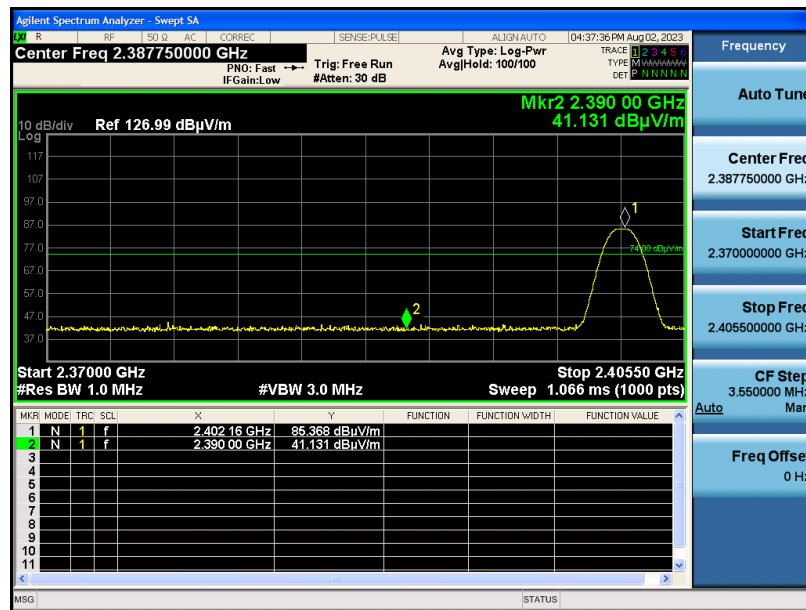 Agilent Spectrum Analyzer - Swept SA
LXI R RF 50 Ω AC CORREC SENSE:PULSE ALIGN AUTO 04:37:36 PM Aug 02, 2023
Center Freq 2.387750000 GHz
PNO: Fast
IFGain:Low
Trig: Free Run
#Atten: 30 dB
Avg Type: Log-Pwr
Avg|Hold: 100/100
TRACE 1 2 3 4 5 6
TYPE M
DET P N N N N N
Mkr2 2.390 00 GHz
41.131 dBµV/m
10 dB/div Ref 126.99 dBµV/m
Log
117
107
97.0
87.0
77.0
67.0
57.0
47.0
37.0
1
74.00 dBµV/m
2
Start 2.37000 GHz Stop 2.40550 GHz
#Res BW 1.0 MHz #VBW 3.0 MHz Sweep 1.066 ms (1000 pts)
MKR MODE TRC SCL X Y FUNCTION FUNCTION WIDTH FUNCTION VALUE
1 N 1 f 2.402 16 GHz 85.368 dBµV/m
2 N 1 f 2.390 00 GHz 41.131 dBµV/m
3
4
5
6
7
8
9
10
11
MSG STATUS
Frequency
Auto Tune
Center Freq
2.387750000 GHz
Start Freq
2.370000000 GHz
Stop Freq
2.405500000 GHz
CF Step
3.550000 MHz
Auto Man
Freq Offset
0 Hz